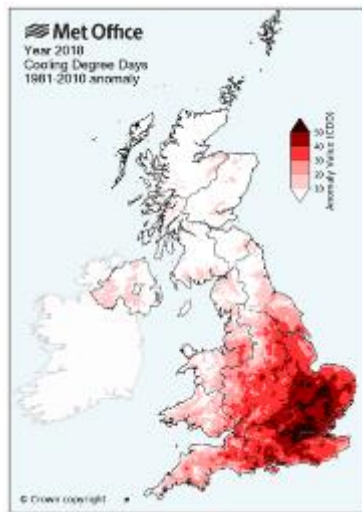 Met Office
Year 2018
Cooling Degree Days
1981-2010 anomaly
50
40
30
20
10
Anomaly Value (CDD)
© Crown copyright